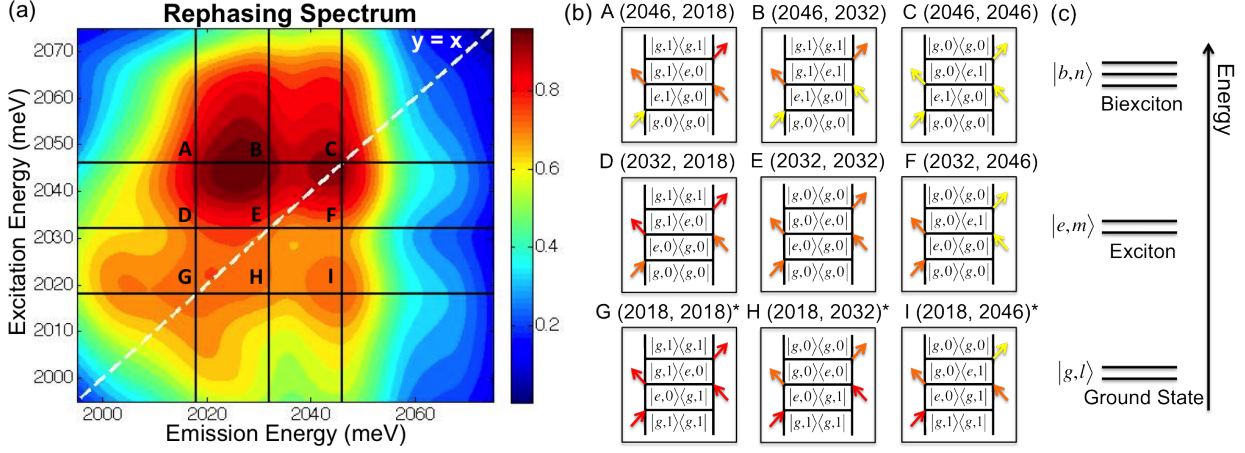 (a)
Rephasing Spectrum
y = x
Excitation Energy (meV)
2070
2060
2050
2040
2030
2020
2010
2000
A B C
D E F
G H I
2000 2020 2040 2060
Emission Energy (meV)
0.8
0.6
0.4
0.2
(b)
A (2046, 2018) B (2046, 2032) C (2046, 2046)
|g,1⟩⟨g,1| |g,1⟩⟨g,1| |g,0⟩⟨g,0|
|g,1⟩⟨e,0| |g,1⟩⟨e,1| |g,0⟩⟨e,1|
|e,1⟩⟨g,0| |e,1⟩⟨g,0| |e,1⟩⟨g,0|
|g,0⟩⟨g,0| |g,0⟩⟨g,0| |g,0⟩⟨g,0|
D (2032, 2018) E (2032, 2032) F (2032, 2046)
|g,1⟩⟨g,1| |g,0⟩⟨g,0| |g,0⟩⟨g,0|
|g,1⟩⟨e,0| |g,0⟩⟨e,0| |g,0⟩⟨e,1|
|e,0⟩⟨g,0| |e,0⟩⟨g,0| |e,0⟩⟨g,0|
|g,0⟩⟨g,0| |g,0⟩⟨g,0| |g,0⟩⟨g,0|
G (2018, 2018)* H (2018, 2032)* I (2018, 2046)*
|g,1⟩⟨g,1| |g,0⟩⟨g,0| |g,0⟩⟨g,0|
|g,1⟩⟨e,0| |g,0⟩⟨e,0| |g,0⟩⟨e,1|
|e,0⟩⟨g,1| |e,0⟩⟨g,1| |e,0⟩⟨g,1|
|g,1⟩⟨g,1| |g,1⟩⟨g,1| |g,1⟩⟨g,1|
(c)
|b,n⟩
Biexciton
|e,m⟩
Exciton
|g,l⟩
Ground State
Energy